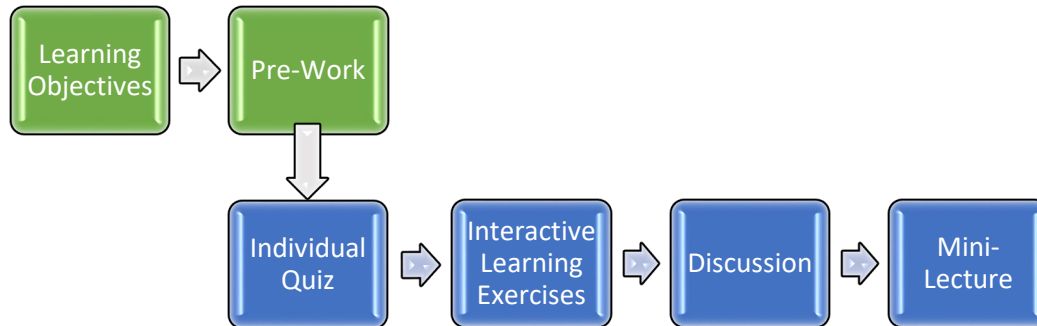 Learning
Objectives
Pre-Work
Individual
Quiz
Interactive
Learning
Exercises
Discussion
Mini-
Lecture